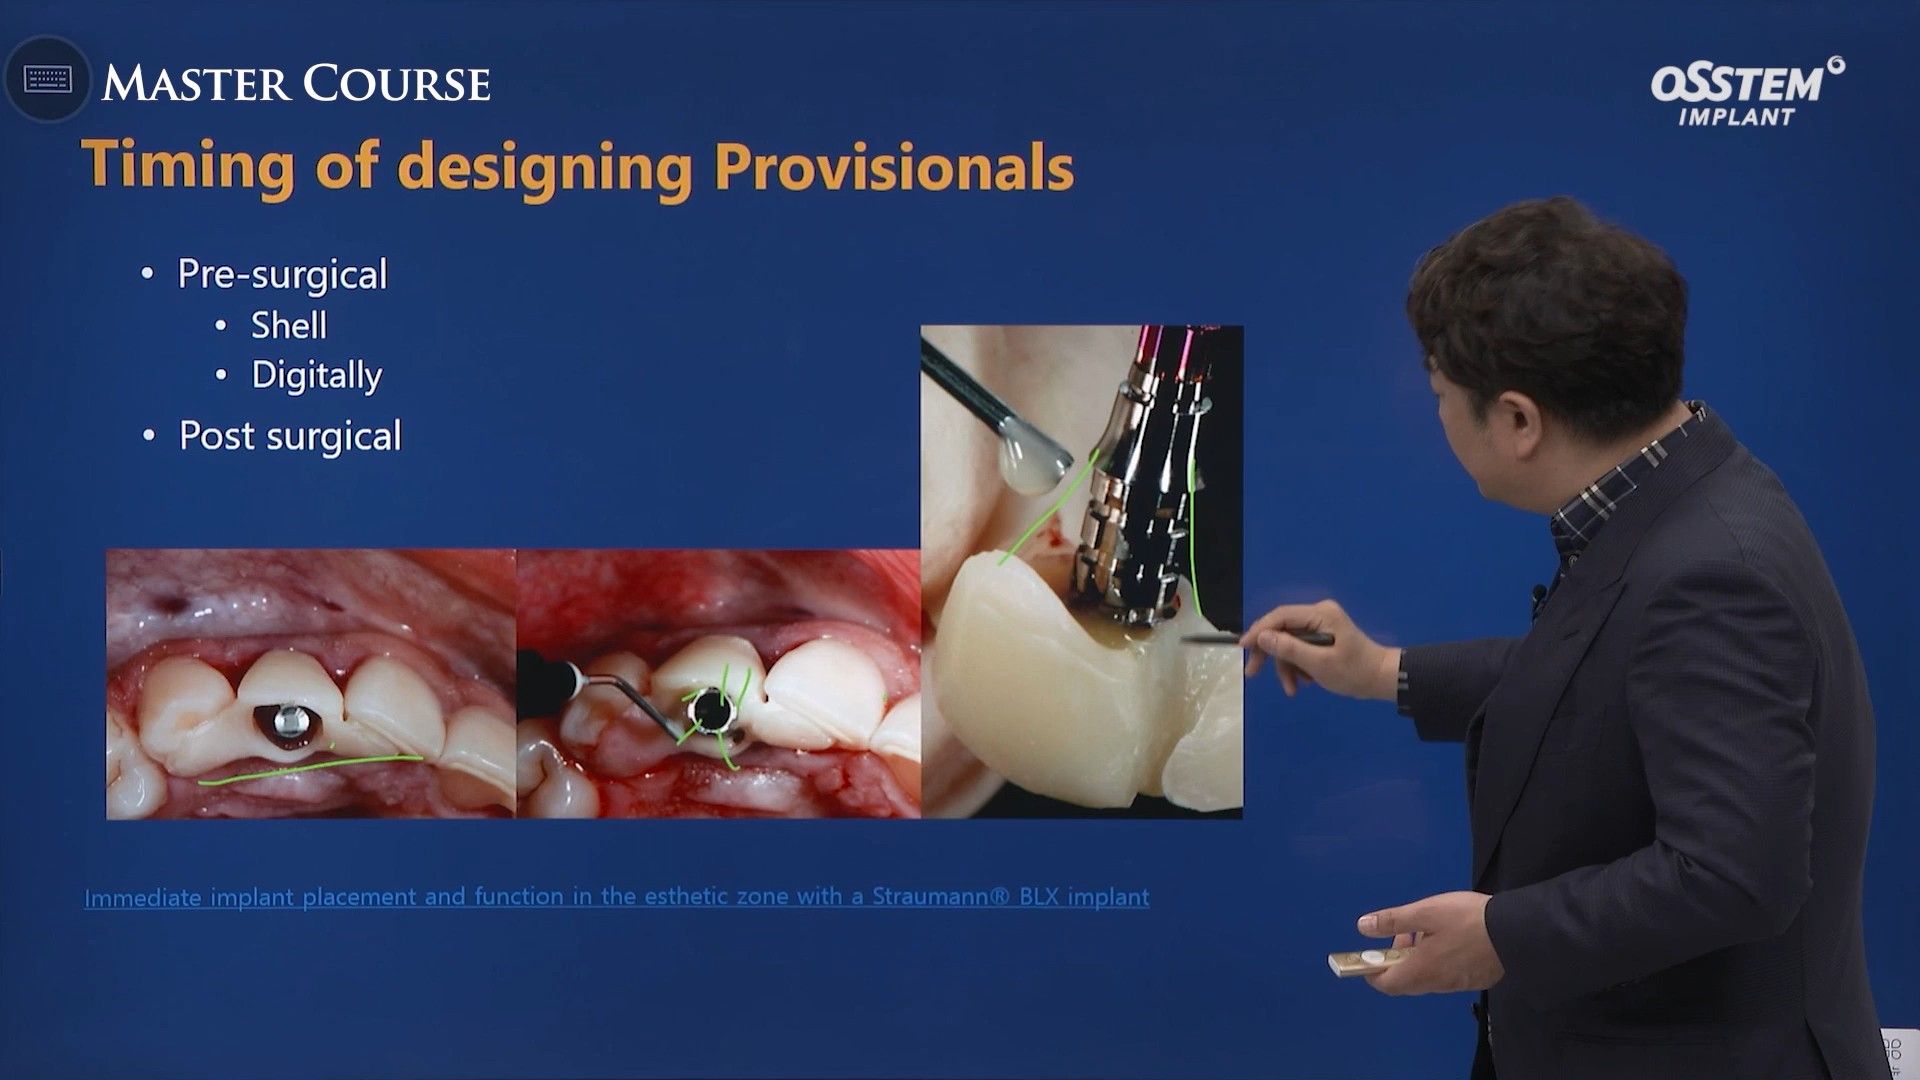 MASTER COURSE
OSSTEM
IMPLANT
Timing of designing Provisionals
• Pre-surgical
• Shell
• Digitally
• Post surgical
Immediate implant placement and function in the esthetic zone with a Straumann® BLX implant